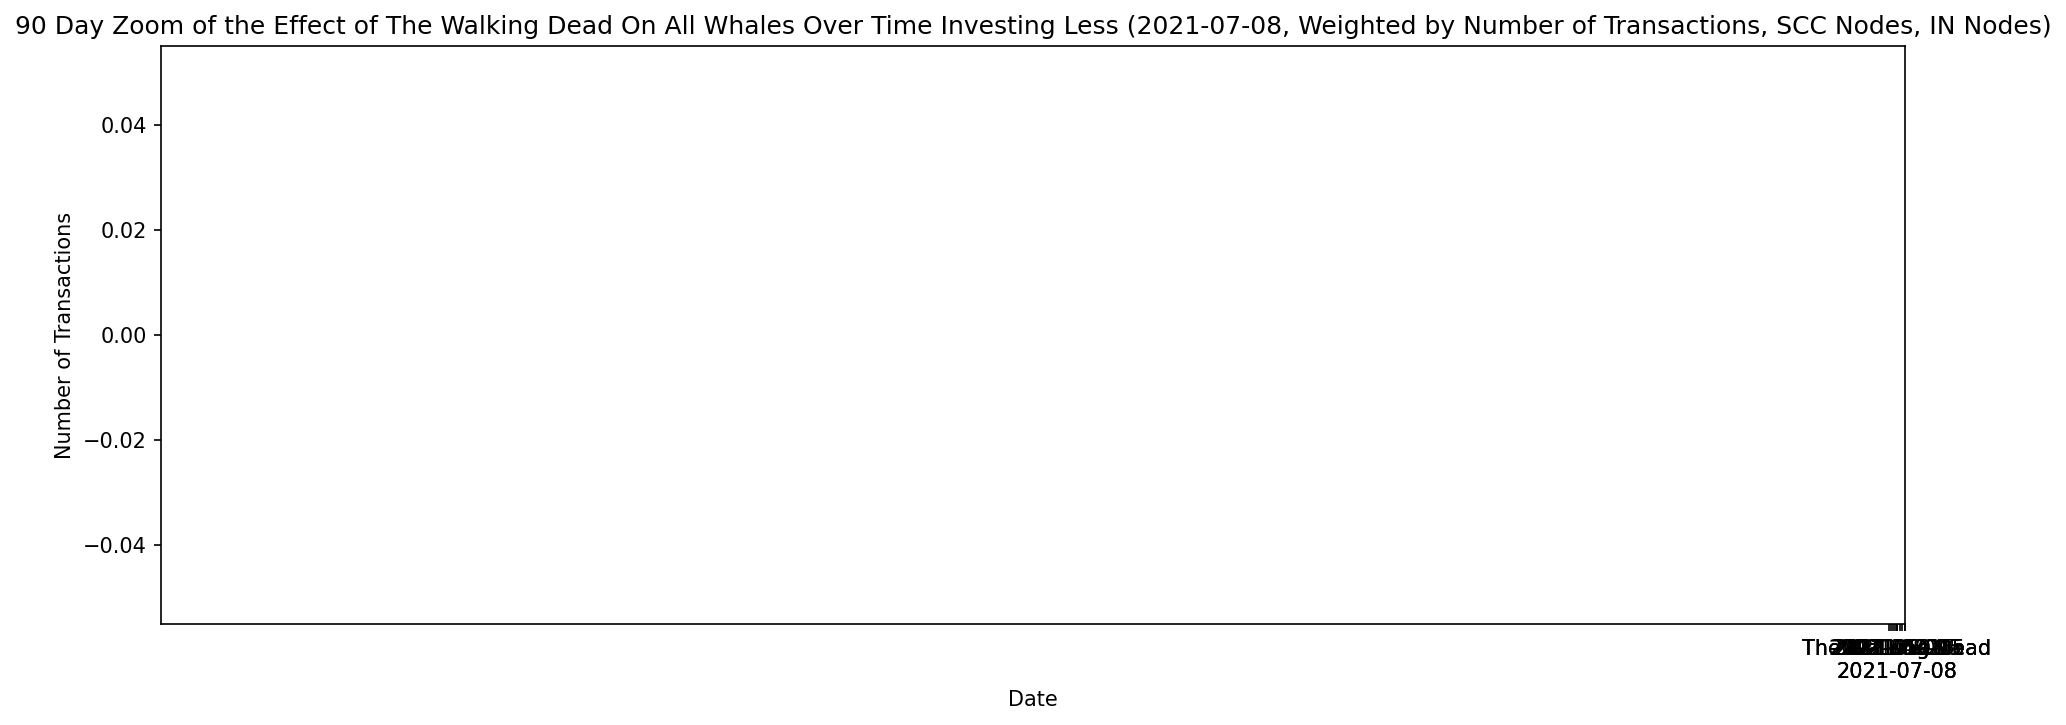 90 Day Zoom of the Effect of The Walking Dead On All Whales Over Time Investing Less (2021-07-08, Weighted by Number of Transactions, SCC Nodes, IN Nodes)
Number of Transactions
0.04
0.02
0.00
−0.02
−0.04
2021-07-08
Date